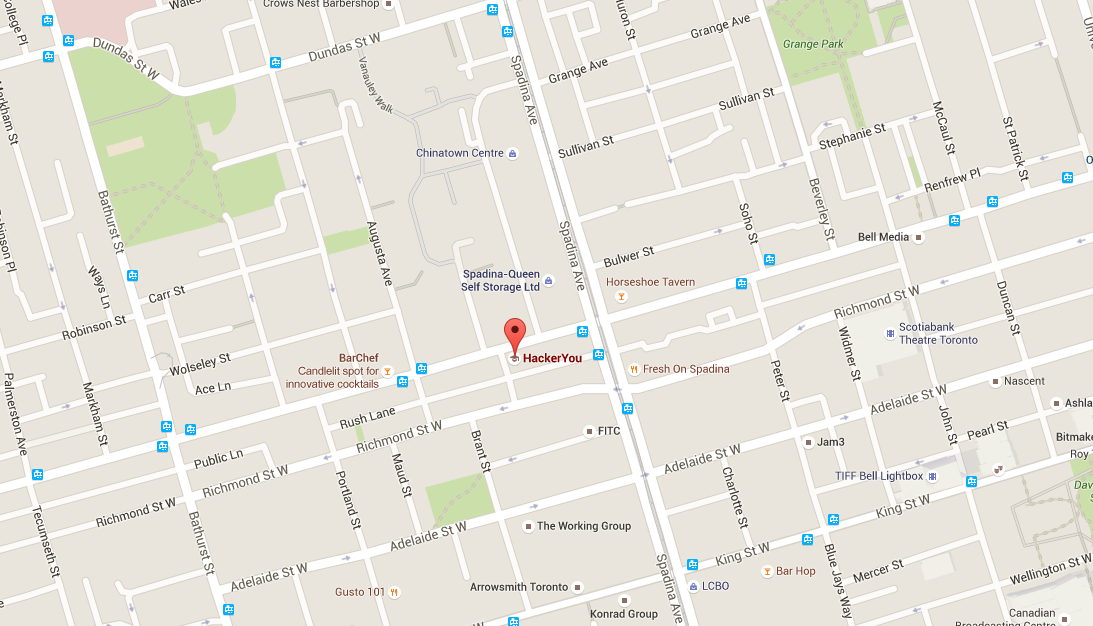 Wales
College Pl
Crows Nest Barbershop
Huron St
Grange Ave
Dundas St W
Dundas St W
Grange Park
Vanauley Walk
Spadina Ave
Grange Ave
Markham St
Sullivan St
McCaul St
St Patrick St
Stephanie St
Sullivan St
Chinatown Centre
Renfrew Pl
Bathurst St
Beverley St
Robinson Pl
Augusta Ave
Spadina Ave
Soho St
Bell Media
Bulwer St
Ways Ln
Spadina-Queen
Self Storage Ltd
Horseshoe Tavern
Carr St
Richmond St W
Duncan St
Robinson St
Widmer St
Scotiabank
Theatre Toronto
HackerYou
Wolseley St
BarChef
Candlelit spot for
innovative cocktails
Fresh On Spadina
Peter St
Nascent
Ace Ln
Adelaide St W
Palmerston Ave
Markham St
Rush Lane
John St
Richmond St W
FITC
Pearl St
Brant St
Jam3
Bitmake
Roy
Public Ln
Maud St
Adelaide St W
Richmond St W
Portland St
Charlotte St
TIFF Bell Lightbox
Dav
Richmond St W
King St W
Tecumseth St
Bathurst St
Adelaide St W
The Working Group
King St W
Blue Jays Way
Adelaide St W
Bar Hop
Mercer St
Wellington St W
Spadina Ave
Gusto 101
Arrowsmith Toronto
LCBO
Konrad Group
Canadian
Broadcasting Centre